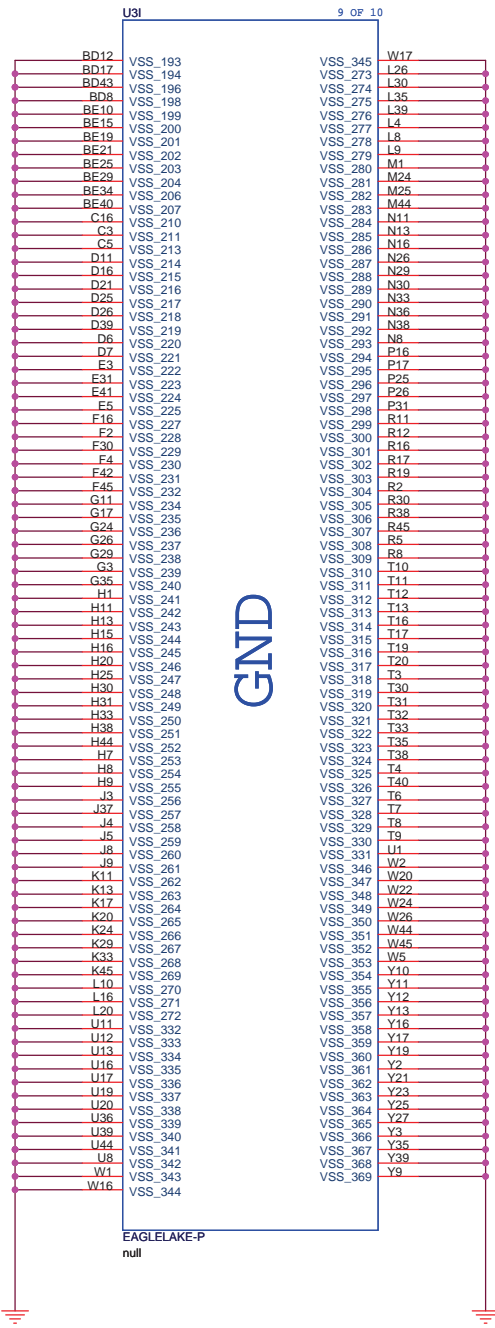 U3I 9 OF 10
BD12 VSS_193 VSS_345 W17
BD17 VSS_194 VSS_273 L26
BD43 VSS_196 VSS_274 L30
BD8 VSS_198 VSS_275 L35
BE10 VSS_199 VSS_276 L39
BE15 VSS_200 VSS_277 L4
BE19 VSS_201 VSS_278 L8
BE21 VSS_202 VSS_279 L9
BE25 VSS_203 VSS_280 M1
BE29 VSS_204 VSS_281 M24
BE34 VSS_206 VSS_282 M25
BE40 VSS_207 VSS_283 M44
C16 VSS_210 VSS_284 N11
C3 VSS_211 VSS_285 N13
C5 VSS_213 VSS_286 N16
D11 VSS_214 VSS_287 N26
D16 VSS_215 VSS_288 N29
D21 VSS_216 VSS_289 N30
D25 VSS_217 VSS_290 N33
D26 VSS_218 VSS_291 N36
D39 VSS_219 VSS_292 N38
D6 VSS_220 VSS_293 N8
D7 VSS_221 VSS_294 P16
E3 VSS_222 VSS_295 P17
E31 VSS_223 VSS_296 P25
E41 VSS_224 VSS_297 P26
E5 VSS_225 VSS_298 P31
F16 VSS_227 VSS_299 R11
F2 VSS_228 VSS_300 R12
F30 VSS_229 VSS_301 R16
F4 VSS_230 VSS_302 R17
F42 VSS_231 VSS_303 R19
F45 VSS_232 VSS_304 R2
G11 VSS_234 VSS_305 R30
G17 VSS_235 VSS_306 R38
G24 VSS_236 VSS_307 R45
G26 VSS_237 VSS_308 R5
G29 VSS_238 VSS_309 R8
G3 VSS_239 VSS_310 T10
G35 VSS_240 VSS_311 T11
H1 VSS_241 VSS_312 T12
H11 VSS_242 VSS_313 T13
H13 VSS_243 VSS_314 T16
H15 VSS_244 VSS_315 T17
H16 VSS_245 VSS_316 T19
H20 VSS_246 VSS_317 T20
H25 VSS_247 VSS_318 T3
H30 VSS_248 VSS_319 T30
H31 VSS_249 VSS_320 T31
H33 VSS_250 VSS_321 T32
H38 VSS_251 VSS_322 T33
H44 VSS_252 VSS_323 T35
H7 VSS_253 VSS_324 T38
H8 VSS_254 VSS_325 T4
H9 VSS_255 VSS_326 T40
J3 VSS_256 VSS_327 T6
J37 VSS_257 VSS_328 T7
J4 VSS_258 VSS_329 T8
J5 VSS_259 VSS_330 T9
J8 VSS_260 VSS_331 U1
J9 VSS_261 VSS_346 W2
K11 VSS_262 VSS_347 W20
K13 VSS_263 VSS_348 W22
K17 VSS_264 VSS_349 W24
K20 VSS_265 VSS_350 W26
K24 VSS_266 VSS_351 W44
K29 VSS_267 VSS_352 W45
K33 VSS_268 VSS_353 W5
K45 VSS_269 VSS_354 Y10
L10 VSS_270 VSS_355 Y11
L16 VSS_271 VSS_356 Y12
L20 VSS_272 VSS_357 Y13
U11 VSS_332 VSS_358 Y16
U12 VSS_333 VSS_359 Y17
U13 VSS_334 VSS_360 Y19
U16 VSS_335 VSS_361 Y2
U17 VSS_336 VSS_362 Y21
U19 VSS_337 VSS_363 Y23
U20 VSS_338 VSS_364 Y25
U36 VSS_339 VSS_365 Y27
U39 VSS_340 VSS_366 Y3
U44 VSS_341 VSS_367 Y35
U8 VSS_342 VSS_368 Y39
W1 VSS_343 VSS_369 Y9
W16 VSS_344
GND
EAGLELAKE-P
null